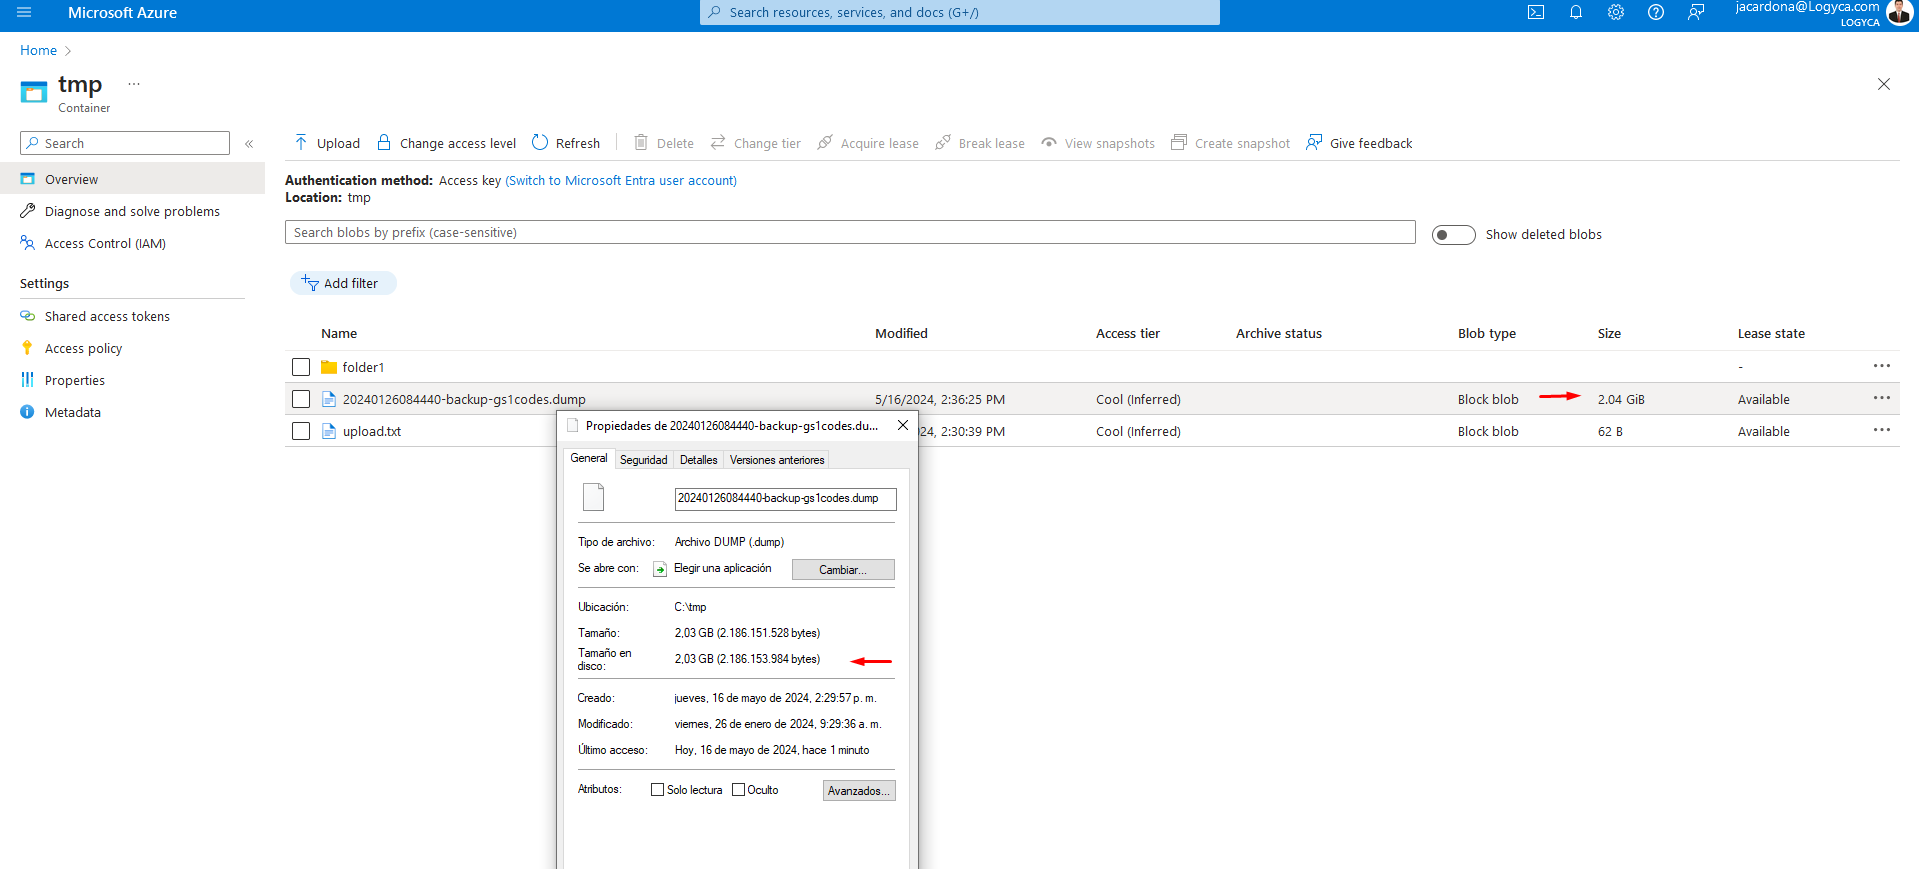 Microsoft Azure
Search resources, services, and docs (G+/)
jacardona@Logyca.com
LOGYCA
Home
tmp
Container
Search
Upload
Change access level
Refresh
Delete
Change tier
Acquire lease
Break lease
View snapshots
Create snapshot
Give feedback
Overview
Diagnose and solve problems
Access Control (IAM)
Settings
Shared access tokens
Access policy
Properties
Metadata
Authentication method: Access key (Switch to Microsoft Entra user account)
Location: tmp
Search blobs by prefix (case-sensitive)
Show deleted blobs
Add filter
Name Modified Access tier Archive status Blob type Size Lease state
folder1 -
20240126084440-backup-gs1codes.dump 5/16/2024, 2:36:25 PM Cool (Inferred) Block blob 2.04 GiB Available
upload.txt 24, 2:30:39 PM Cool (Inferred) Block blob 62 B Available
Propiedades de 20240126084440-backup-gs1codes.du...
General Seguridad Detalles Versiones anteriores
20240126084440-backup-gs1codes.dump
Tipo de archivo: Archivo DUMP (.dump)
Se abre con: Elegir una aplicación Cambiar...
Ubicación: C:\tmp
Tamaño: 2,03 GB (2.186.151.528 bytes)
Tamaño en disco: 2,03 GB (2.186.153.984 bytes)
Creado: jueves, 16 de mayo de 2024, 2:29:57 p. m.
Modificado: viernes, 26 de enero de 2024, 9:29:36 a. m.
Último acceso: Hoy, 16 de mayo de 2024, hace 1 minuto
Atributos: Solo lectura Oculto Avanzados...